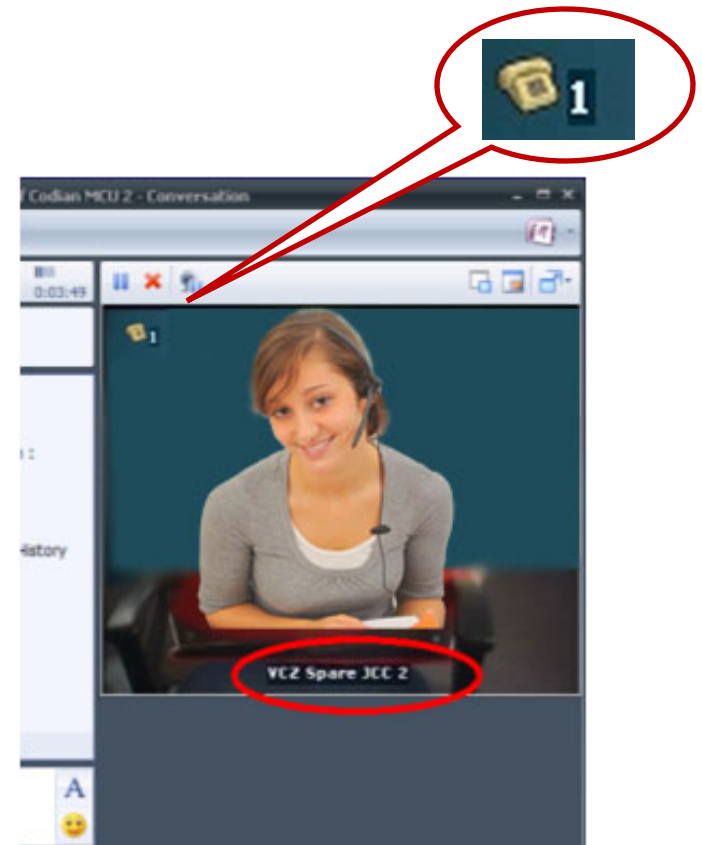 1
Codian MCU 2 - Conversation
0:03:49
1
:
History
VCZ Spare JCC 2
A